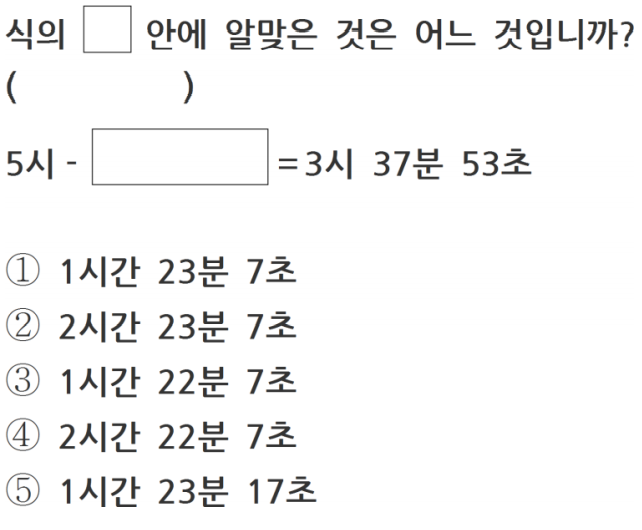 식의 □ 안에 알맞은 것은 어느 것입니까?
( )
5시 - □ = 3시 37분 53초
① 1시간 23분 7초
② 2시간 23분 7초
③ 1시간 22분 7초
④ 2시간 22분 7초
⑤ 1시간 23분 17초